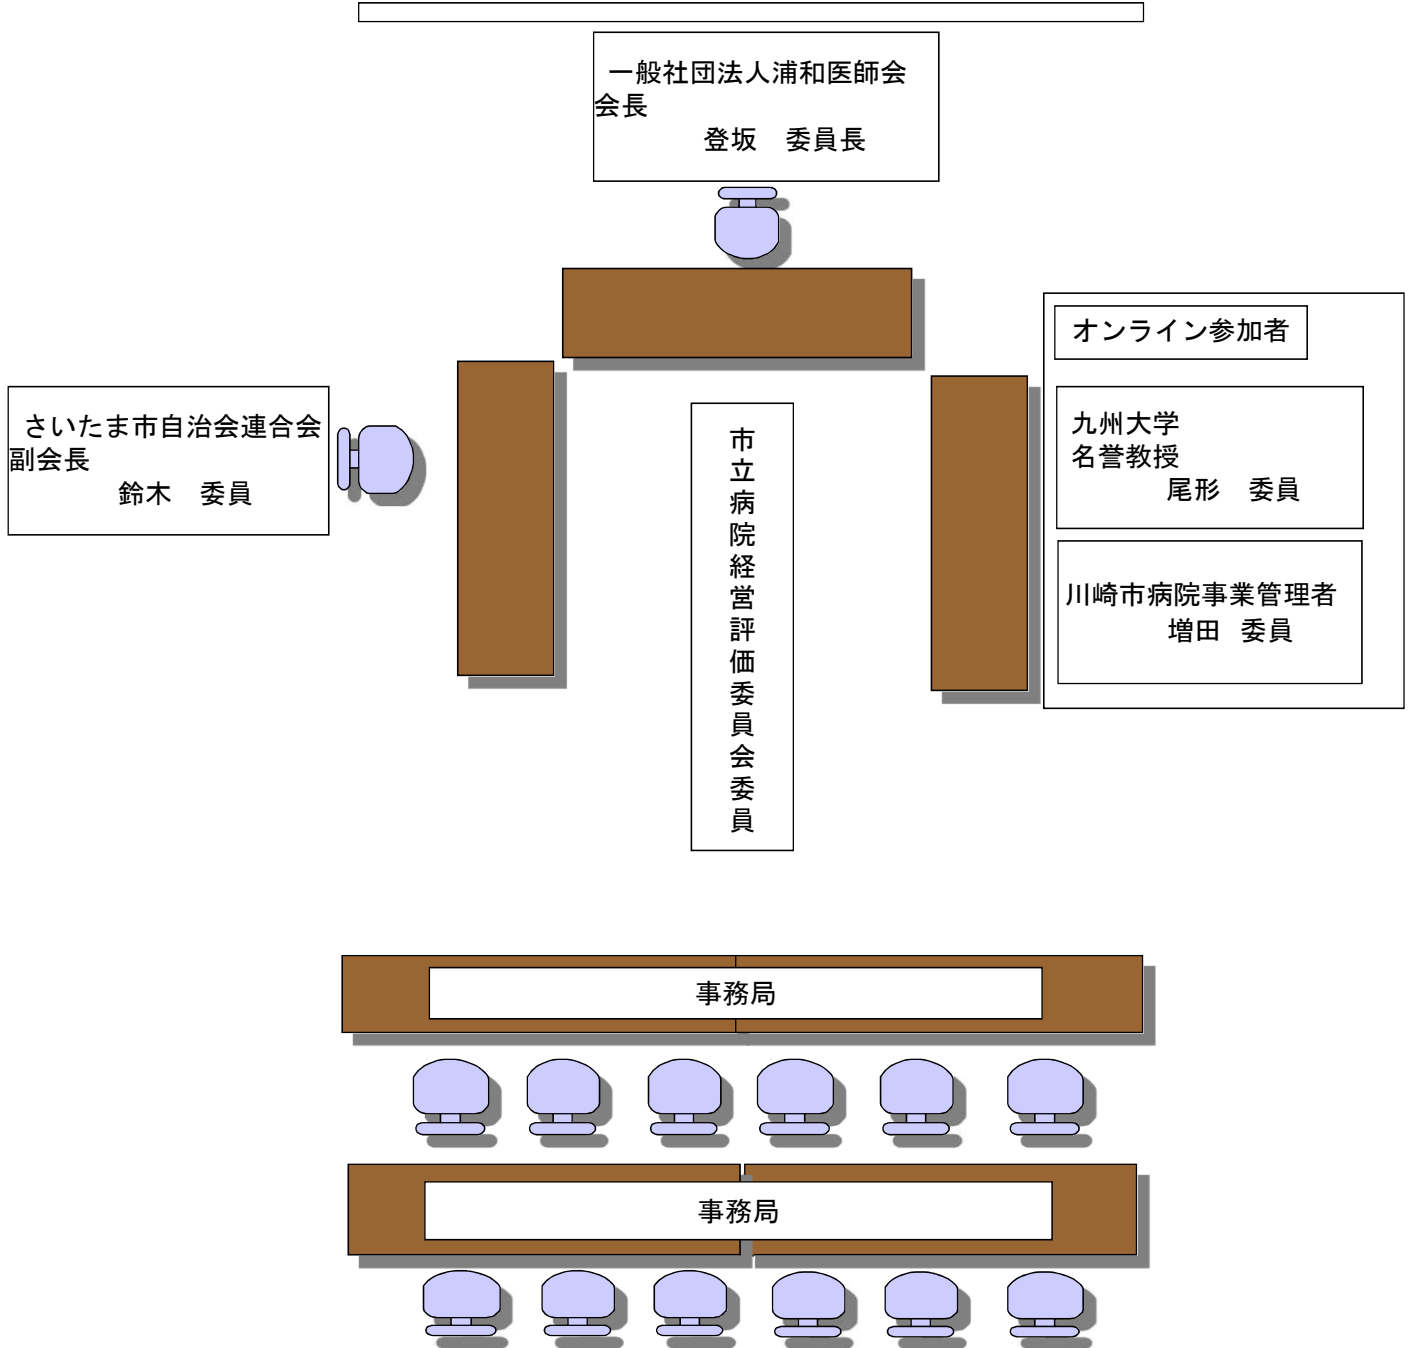 一般社団法人浦和医師会
会長
登坂　委員長
オンライン参加者
さいたま市自治会連合会
副会長
鈴木　委員
九州大学
名誉教授
尾形　委員
川崎市病院事業管理者
増田　委員
市立病院経営評価委員会委員
事務局
事務局